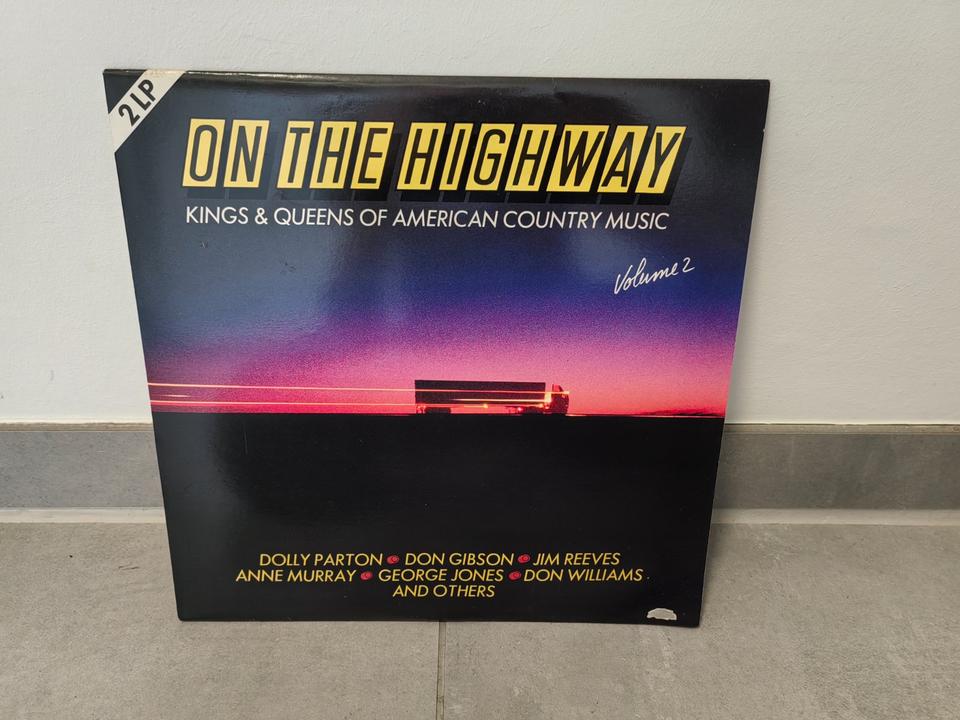 2 LP
ON THE HIGHWAY
KINGS & QUEENS OF AMERICAN COUNTRY MUSIC
Volume 2
DOLLY PARTON DON GIBSON JIM REEVES
ANNE MURRAY GEORGE JONES DON WILLIAMS
AND OTHERS